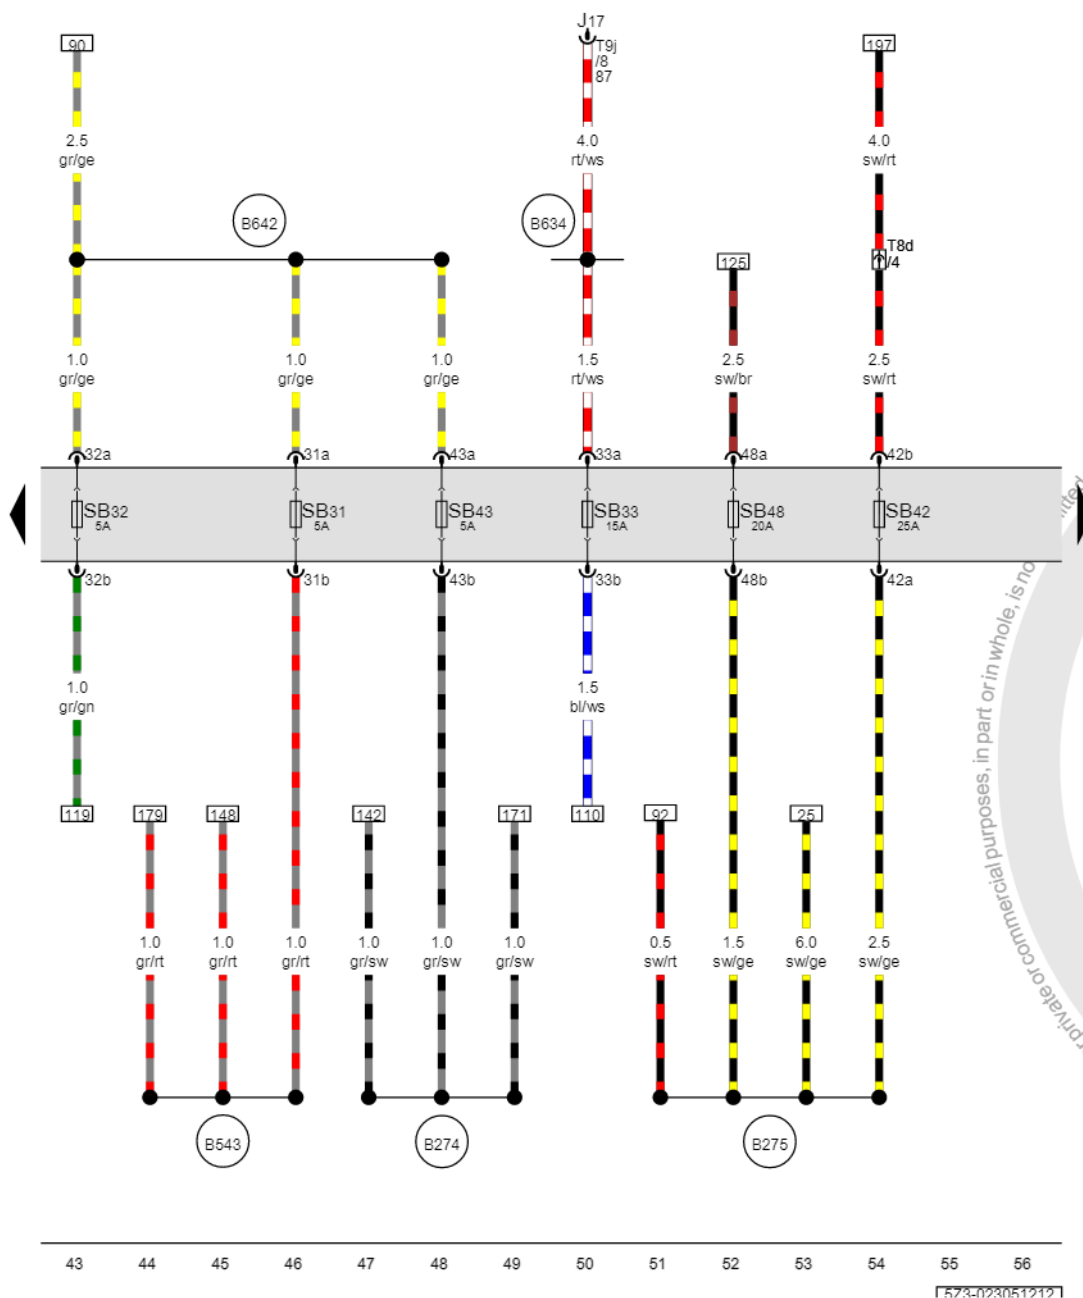 J17
90
T9j
/8
87
197
2.5
gr/ge
4.0
rt/ws
4.0
sw/rt
B642
B634
T8d
/4
125
1.0
gr/ge
1.0
gr/ge
1.0
gr/ge
1.5
rt/ws
2.5
sw/br
2.5
sw/rt
32a
31a
43a
33a
48a
42b
SB32
5A
SB31
5A
SB43
5A
SB33
15A
SB48
20A
SB42
25A
32b
31b
43b
33b
48b
42a
1.0
gr/gn
1.5
bl/ws
119
179
148
142
171
110
92
25
1.0
gr/rt
1.0
gr/rt
1.0
gr/rt
1.0
gr/sw
1.0
gr/sw
1.0
gr/sw
0.5
sw/rt
1.5
sw/ge
6.0
sw/ge
2.5
sw/ge
B543
B274
B275
private or commercial purposes, in part or in whole, is no
43 44 45 46 47 48 49 50 51 52 53 54 55 56
573-023051212